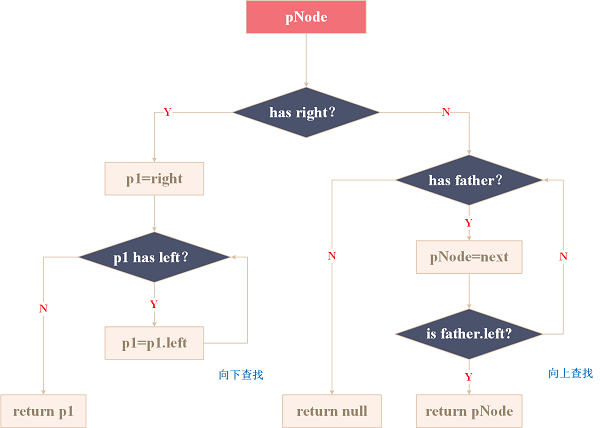 pNode
has right?
Y
N
p1=right
has father?
Y
p1 has left?
N
pNode=next
N
N
Y
p1=p1.left
is father.left?
向下查找
Y
向上查找
return p1
return null
return pNode